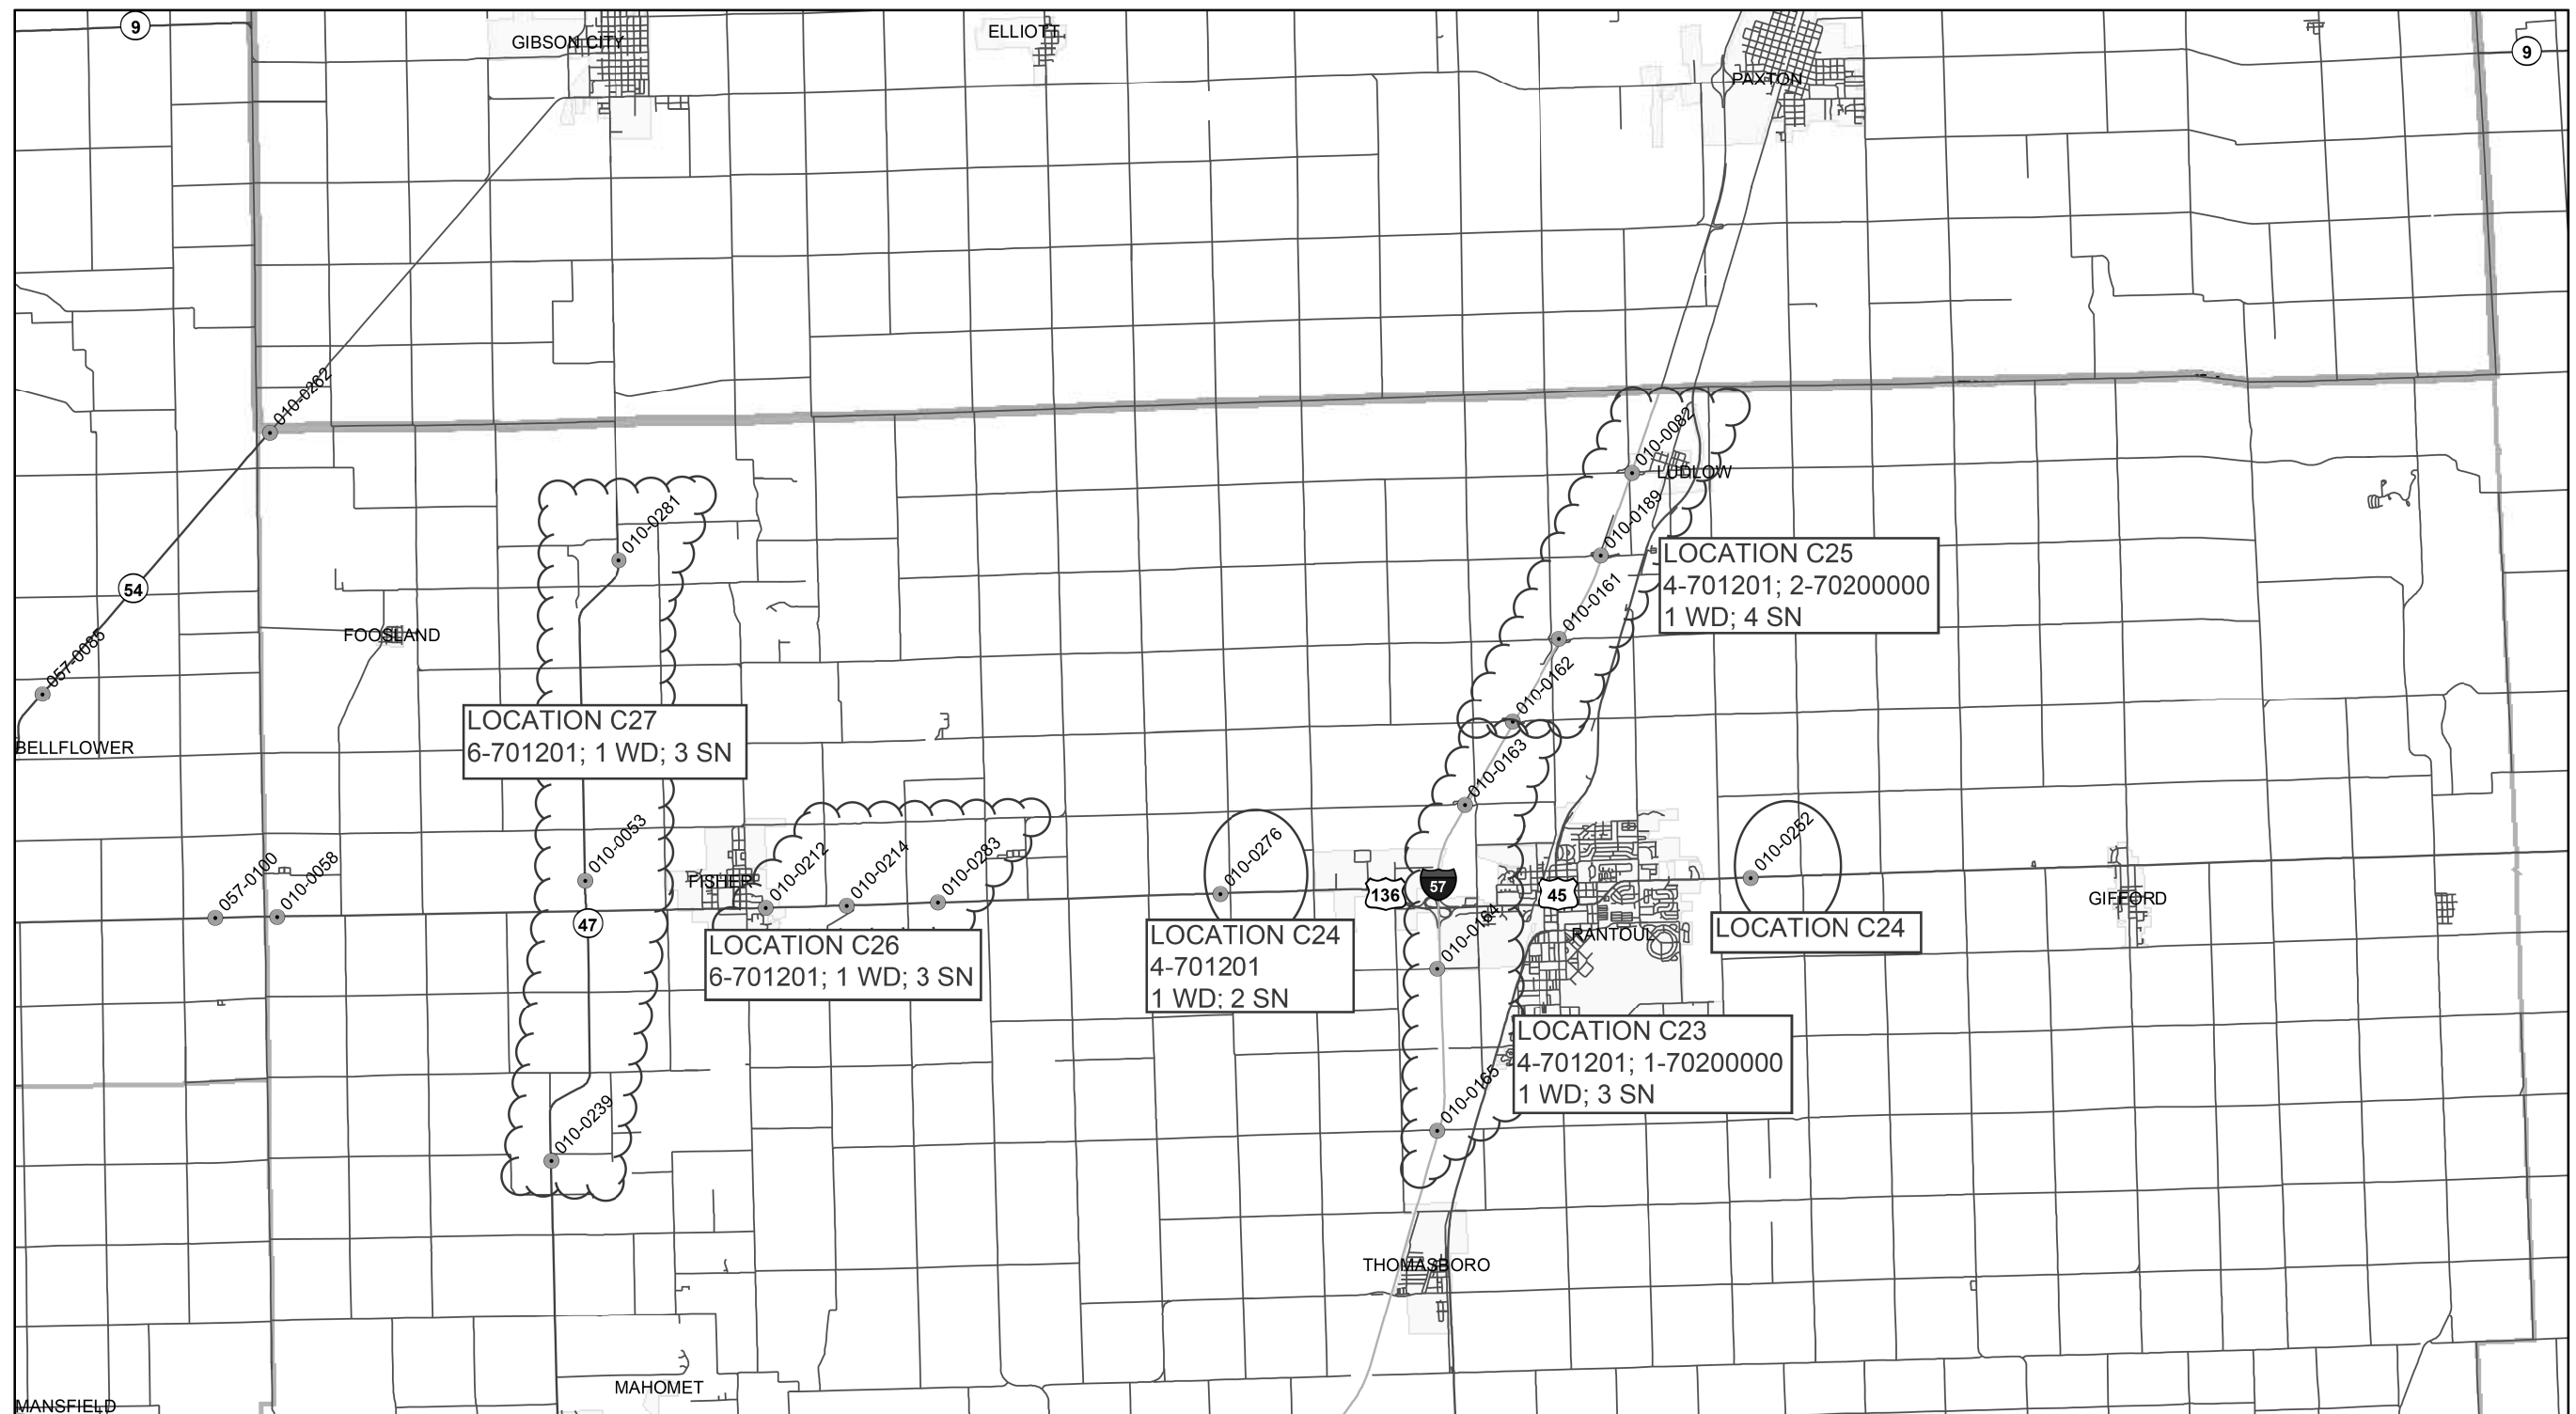 9
GIBSON CITY
ELLIOTT
PAXTON
9
010-0262
010-0082
LUDLOW
010-0281
010-0189
LOCATION C25
4-701201; 2-70200000
1 WD; 4 SN
54
010-0161
FOOSLAND
057-0085
010-0162
LOCATION C27
6-701201; 1 WD; 3 SN
BELLFLOWER
010-0163
010-0053
057-0100
010-0058
FISHER
010-0212
010-0214
010-0283
010-0276
136
57
45
010-0252
GIFFORD
47
010-0164
RANTOUL
LOCATION C26
6-701201; 1 WD; 3 SN
LOCATION C24
4-701201
1 WD; 2 SN
LOCATION C24
LOCATION C23
4-701201; 1-70200000
1 WD; 3 SN
010-0165
010-0239
THOMASBORO
MAHOMET
MANSFIELD